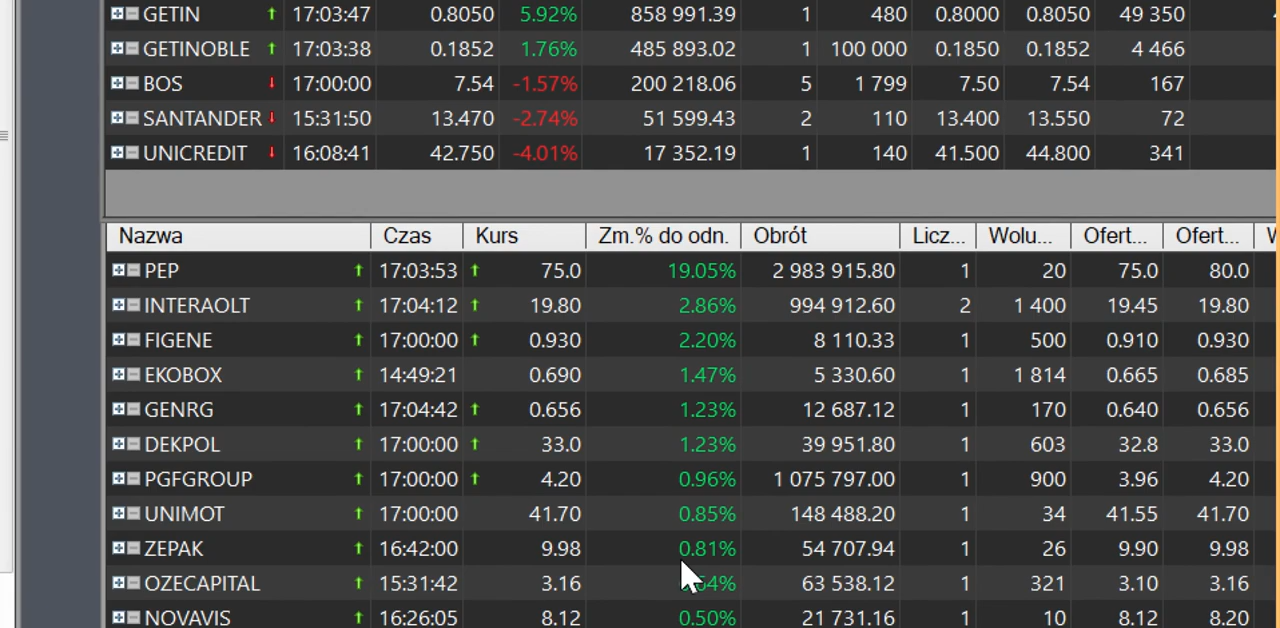 GETIN 17:03:47 0.8050 5.92% 858 991.39 1 480 0.8000 0.8050 49 350
GETINOBLE 17:03:38 0.1852 1.76% 485 893.02 1 100 000 0.1850 0.1852 4 466
BOS 17:00:00 7.54 -1.57% 200 218.06 5 1 799 7.50 7.54 167
SANTANDER 15:31:50 13.470 -2.74% 51 599.43 2 110 13.400 13.550 72
UNICREDIT 16:08:41 42.750 -4.01% 17 352.19 1 140 41.500 44.800 341
Nazwa Czas Kurs Zm.% do odn. Obrót Licz... Wolu... Ofert... Ofert...
PEP 17:03:53 75.0 19.05% 2 983 915.80 1 20 75.0 80.0
INTERAOLT 17:04:12 19.80 2.86% 994 912.60 2 1 400 19.45 19.80
FIGENE 17:00:00 0.930 2.20% 8 110.33 1 500 0.910 0.930
EKOBOX 14:49:21 0.690 1.47% 5 330.60 1 1 814 0.665 0.685
GENRG 17:04:42 0.656 1.23% 12 687.12 1 170 0.640 0.656
DEKPOL 17:00:00 33.0 1.23% 39 951.80 1 603 32.8 33.0
PGFGROUP 17:00:00 4.20 0.96% 1 075 797.00 1 900 3.96 4.20
UNIMOT 17:00:00 41.70 0.85% 148 488.20 1 34 41.55 41.70
ZEPAK 16:42:00 9.98 0.81% 54 707.94 1 26 9.90 9.98
OZECAPITAL 15:31:42 3.16 63 538.12 1 321 3.10 3.16
NOVAVIS 16:26:05 8.12 0.50% 21 731.16 1 10 8.12 8.20